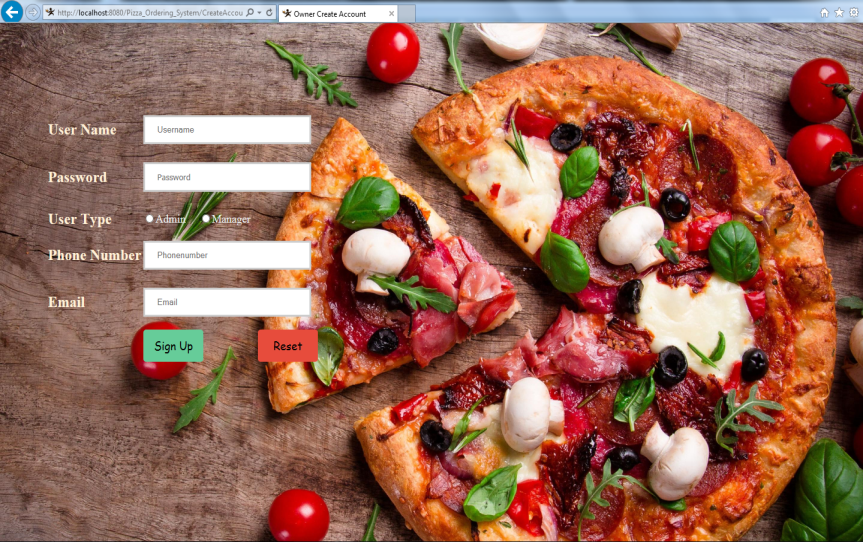 http://localhost:8080/Pizza_Ordering_System/CreateAccou
Owner Create Account
User Name
Username
Password
Password
User Type
Admin
Manager
Phone Number
Phonenumber
Email
Email
Sign Up
Reset